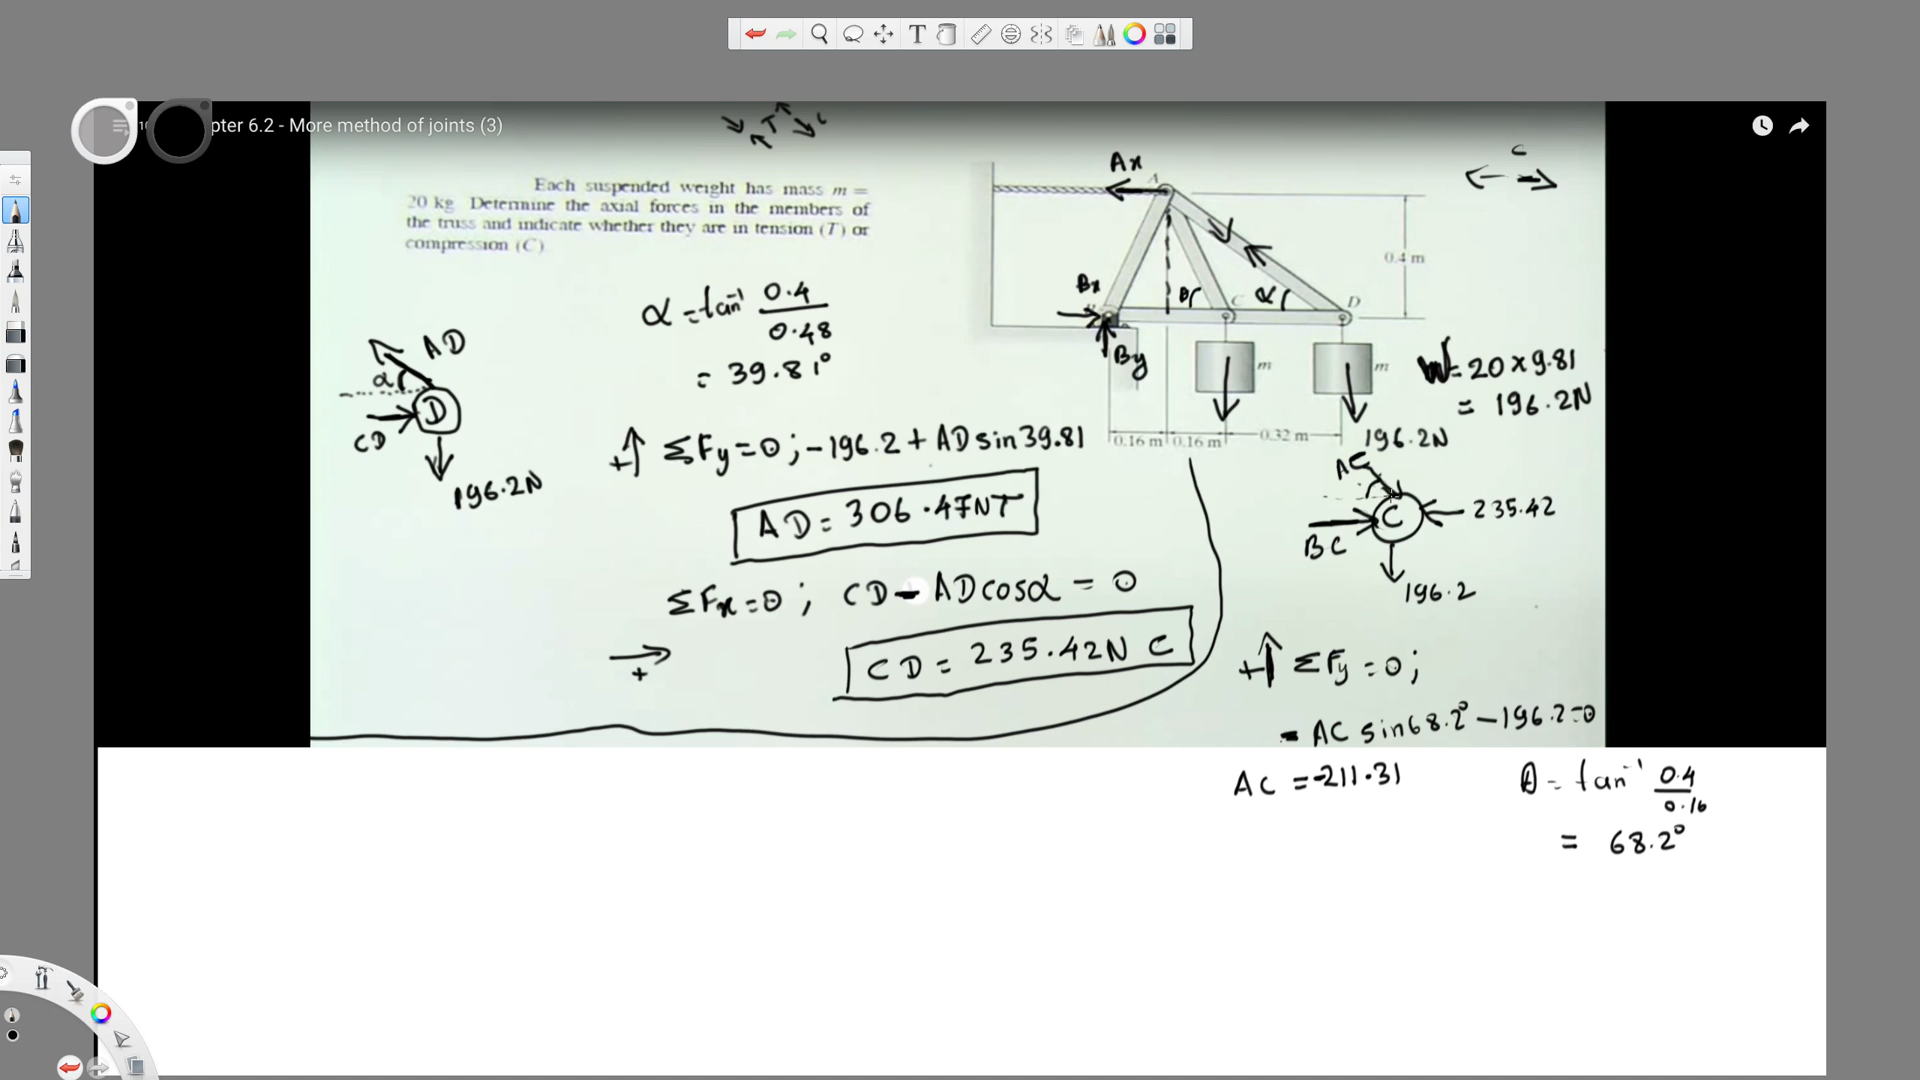 pter 6.2 - More method of joints (3)
T
C
C
Each suspended weight has mass m =
20 kg. Determine the axial forces in the members of
the truss and indicate whether they are in tension (T) or
compression (C)
Ax
A
0.4 m
Bx
θ
C
α
D
By
m
m
0.16 m 0.16 m 0.32 m
W = 20 × 9.81
= 196.2N
196.2N
α = tan⁻¹ 0.4
0.48
= 39.81°
AD
α
D
CD
196.2N
+↑ ΣFy = 0 ; -196.2 + AD sin 39.81
AD = 306.47N T
ΣFx = 0 ; CD - AD cosα = 0
→
+
CD = 235.42N C
AC
C
235.42
BC
196.2
+↑ ΣFy = 0 ;
- AC sin 68.2° - 196.2 = 0
AC = -211.31
θ = tan⁻¹ 0.4
0.16
= 68.2°